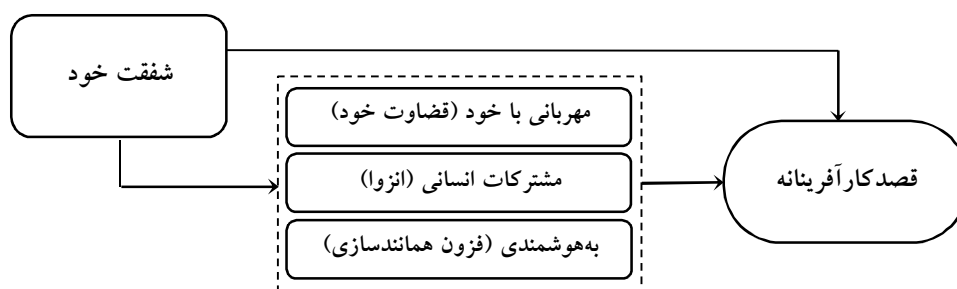 شفقت خود
مهربانی با خود (قضاوت خود)
مشترکات انسانی (انزوا)
به‌هوشمندی (فزون همانندسازی)
قصدکارآفرینانه